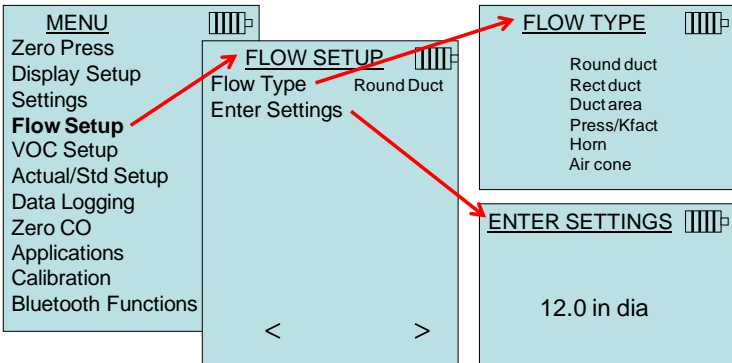 MENU
Zero Press
Display Setup
Settings
Flow Setup
VOC Setup
Actual/Std Setup
Data Logging
Zero CO
Applications
Calibration
Bluetooth Functions
FLOW SETUP
Flow Type Round Duct
Enter Settings
< >
FLOW TYPE
Round duct
Rect duct
Duct area
Press/Kfact
Horn
Air cone
ENTER SETTINGS
12.0 in dia